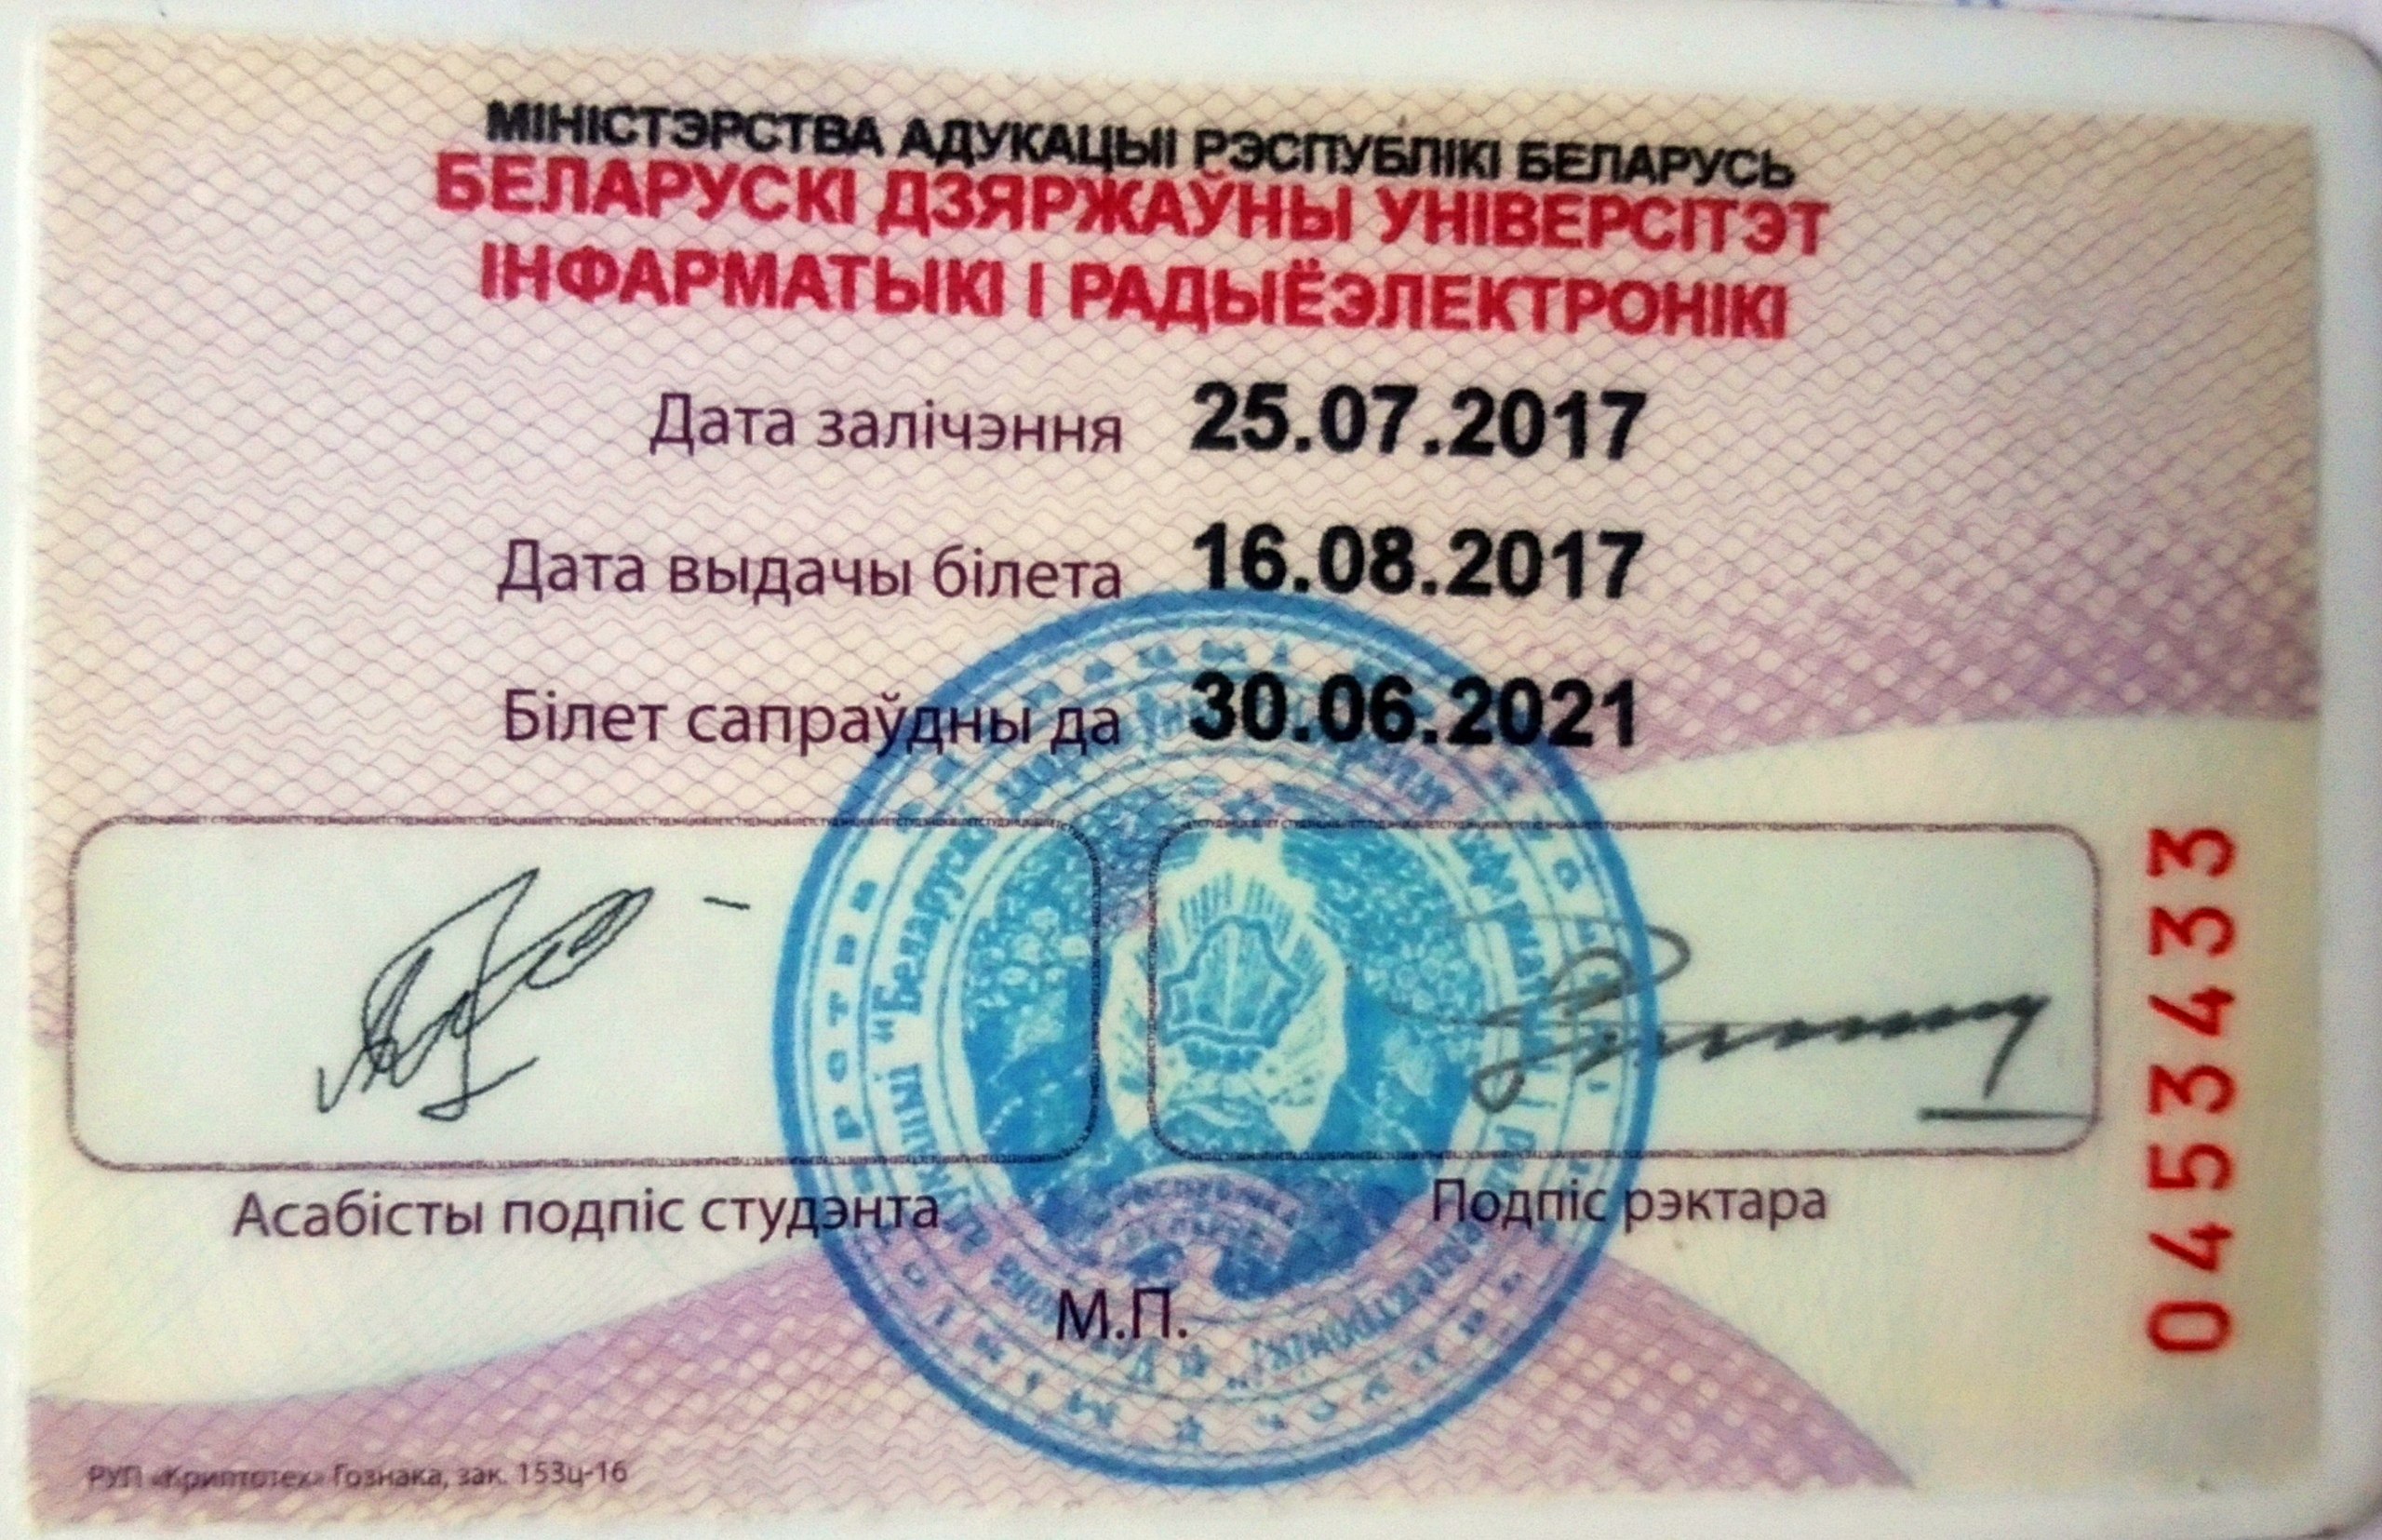 МІНІСТЭРСТВА АДУКАЦЫІ РЭСПУБЛІКІ БЕЛАРУСЬ
БЕЛАРУСКІ ДЗЯРЖАЎНЫ УНІВЕРСІТЭТ
ІНФАРМАТЫКІ І РАДЫЁЭЛЕКТРОНІКІ
Дата залічэння 25.07.2017
Дата выдачы білета 16.08.2017
Білет сапраўдны да 30.06.2021
Асабісты подпіс студэнта
Подпіс рэктара
М.П.
0453433
РУП «Криптотех» Гознака, зак. 153ц-16